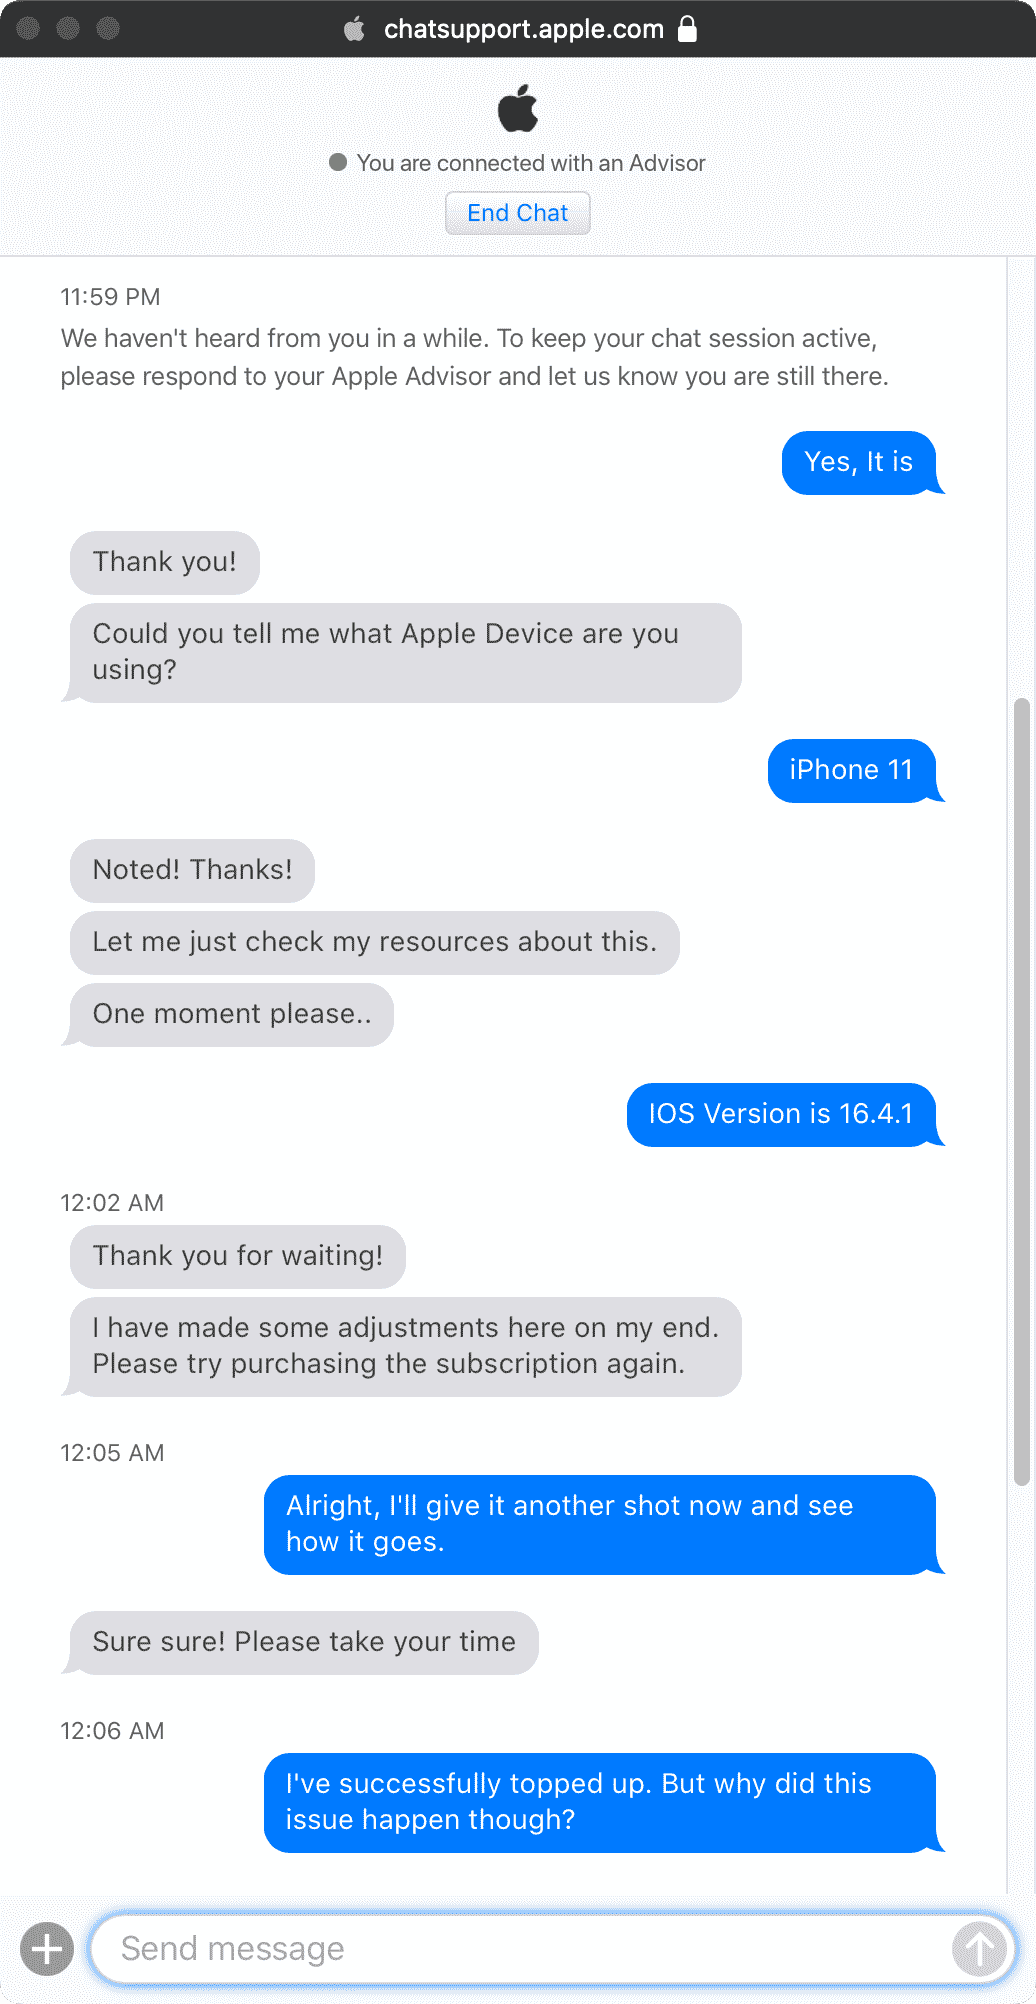 chatsupport.apple.com
You are connected with an Advisor
End Chat
11:59 PM
We haven't heard from you in a while. To keep your chat session active,
please respond to your Apple Advisor and let us know you are still there.
Yes, It is
Thank you!
Could you tell me what Apple Device are you
using?
iPhone 11
Noted! Thanks!
Let me just check my resources about this.
One moment please..
IOS Version is 16.4.1
12:02 AM
Thank you for waiting!
I have made some adjustments here on my end.
Please try purchasing the subscription again.
12:05 AM
Alright, I'll give it another shot now and see
how it goes.
Sure sure! Please take your time
12:06 AM
I've successfully topped up. But why did this
issue happen though?
Send message